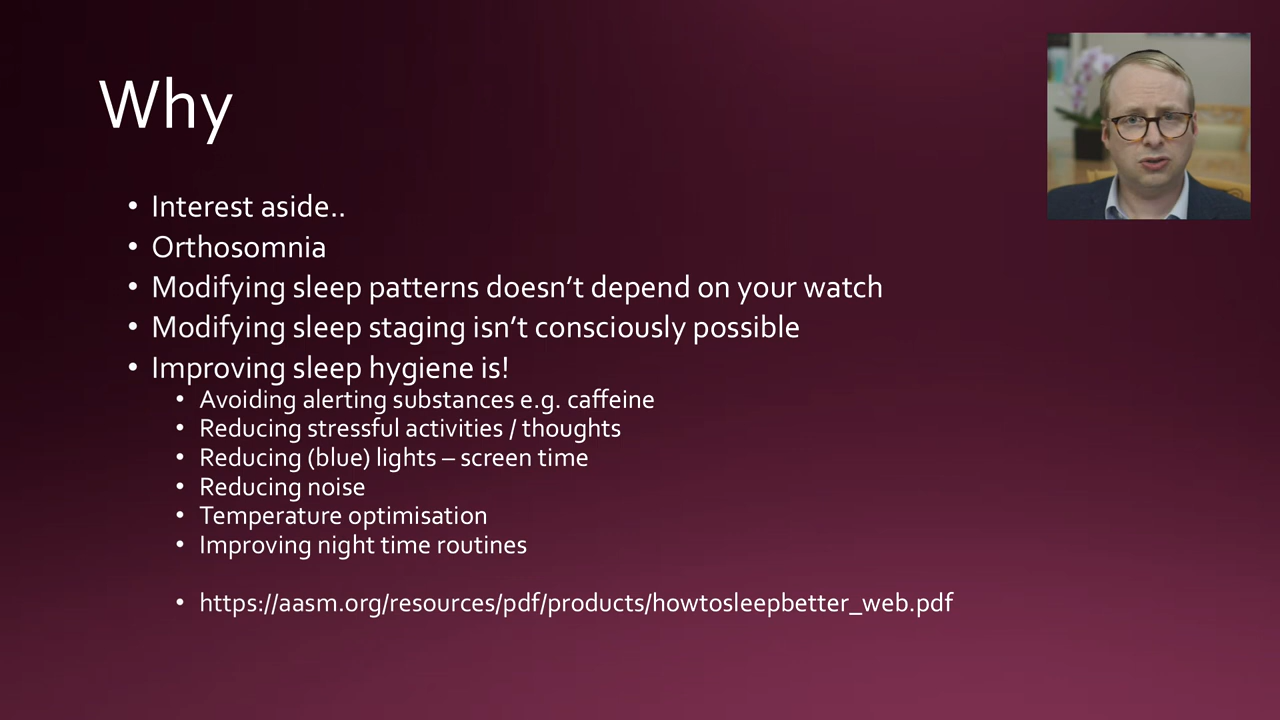 Why
• Interest aside..
• Orthosomnia
• Modifying sleep patterns doesn’t depend on your watch
• Modifying sleep staging isn’t consciously possible
• Improving sleep hygiene is!
• Avoiding alerting substances e.g. caffeine
• Reducing stressful activities / thoughts
• Reducing (blue) lights – screen time
• Reducing noise
• Temperature optimisation
• Improving night time routines
• https://aasm.org/resources/pdf/products/howtosleepbetter_web.pdf